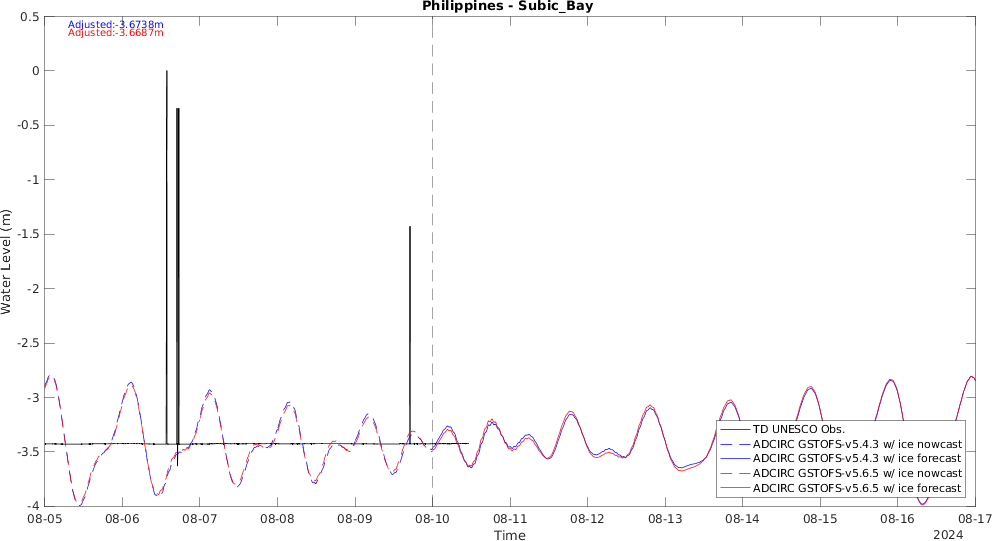 Philippines - Subic_Bay
Adjusted:-3.6738m
Adjusted:-3.6687m
0.5
0
-0.5
-1
-1.5
-2
-2.5
-3
-3.5
-4
Water Level (m)
TD UNESCO Obs.
ADCIRC GSTOFS-v5.4.3 w/ ice nowcast
ADCIRC GSTOFS-v5.4.3 w/ ice forecast
ADCIRC GSTOFS-v5.6.5 w/ ice nowcast
ADCIRC GSTOFS-v5.6.5 w/ ice forecast
08-05 08-06 08-07 08-08 08-09 08-10 08-11 08-12 08-13 08-14 08-15 08-16 08-17
Time
2024